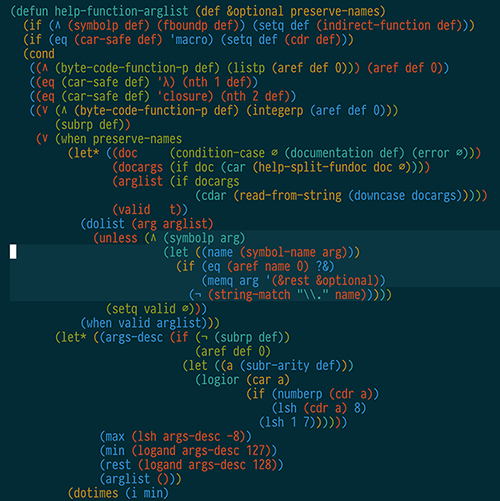 (defun help-function-arglist (def &optional preserve-names)
(if (∧ (symbolp def) (fboundp def)) (setq def (indirect-function def)))
(if (eq (car-safe def) 'macro) (setq def (cdr def)))
(cond
((∧ (byte-code-function-p def) (listp (aref def 0))) (aref def 0))
((eq (car-safe def) 'λ) (nth 1 def))
((eq (car-safe def) 'closure) (nth 2 def))
((∨ (∧ (byte-code-function-p def) (integerp (aref def 0)))
(subrp def))
(∨ (when preserve-names
(let* ((doc (condition-case ∅ (documentation def) (error ∅)))
(docargs (if doc (car (help-split-fundoc doc ∅))))
(arglist (if docargs
(cdar (read-from-string (downcase docargs)))))
(valid t))
(dolist (arg arglist)
(unless (∧ (symbolp arg)
(let ((name (symbol-name arg)))
(if (eq (aref name 0) ?&)
(memq arg '(&rest &optional))
(¬ (string-match "\\." name)))))
(setq valid ∅)))
(when valid arglist)))
(let* ((args-desc (if (¬ (subrp def))
(aref def 0)
(let ((a (subr-arity def)))
(logior (car a)
(if (numberp (cdr a))
(lsh (cdr a) 8)
(lsh 1 7))))))
(max (lsh args-desc -8))
(min (logand args-desc 127))
(rest (logand args-desc 128))
(arglist ()))
(dotimes (i min)